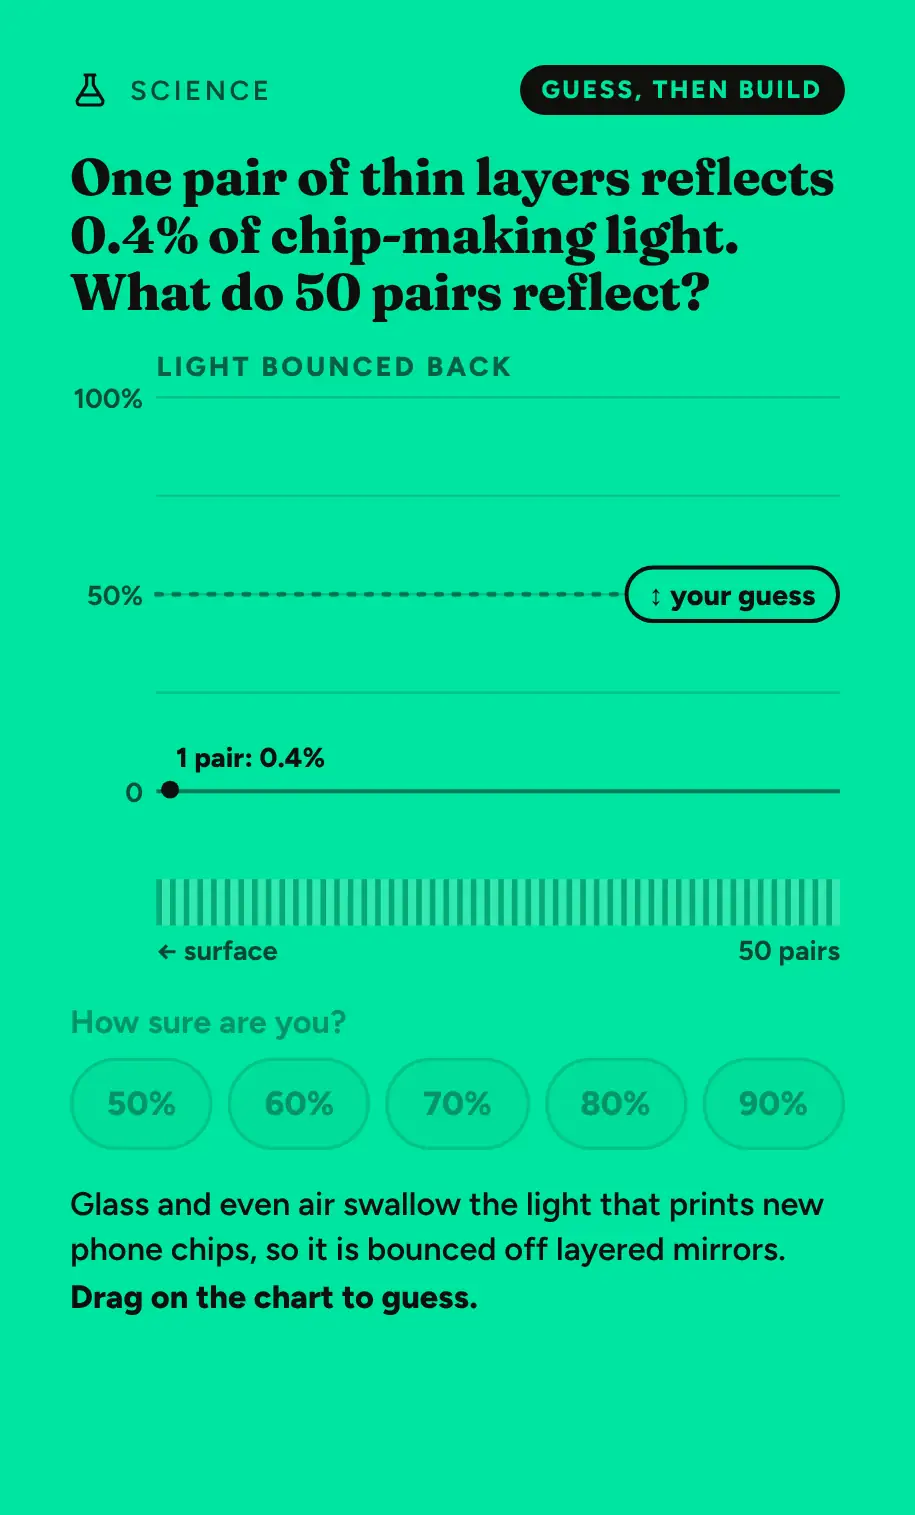 SCIENCE
GUESS, THEN BUILD
One pair of thin layers reflects
0.4% of chip-making light.
What do 50 pairs reflect?
LIGHT BOUNCED BACK
100%
50%
↕ your guess
1 pair: 0.4%
0
← surface
50 pairs
How sure are you?
50%
60%
70%
80%
90%
Glass and even air swallow the light that prints new
phone chips, so it is bounced off layered mirrors.
Drag on the chart to guess.